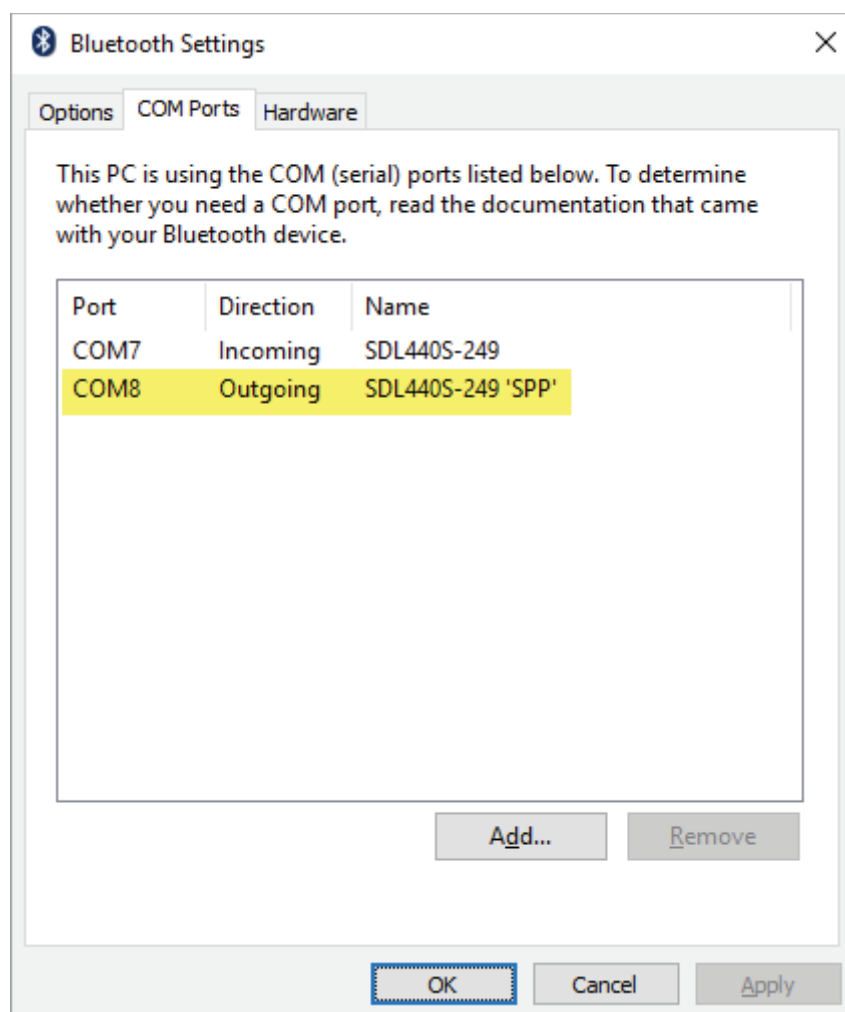 Bluetooth Settings
Options COM Ports Hardware
This PC is using the COM (serial) ports listed below. To determine
whether you need a COM port, read the documentation that came
with your Bluetooth device.
Port Direction Name
COM7 Incoming SDL440S-249
COM8 Outgoing SDL440S-249 'SPP'
Add... Remove
OK Cancel Apply